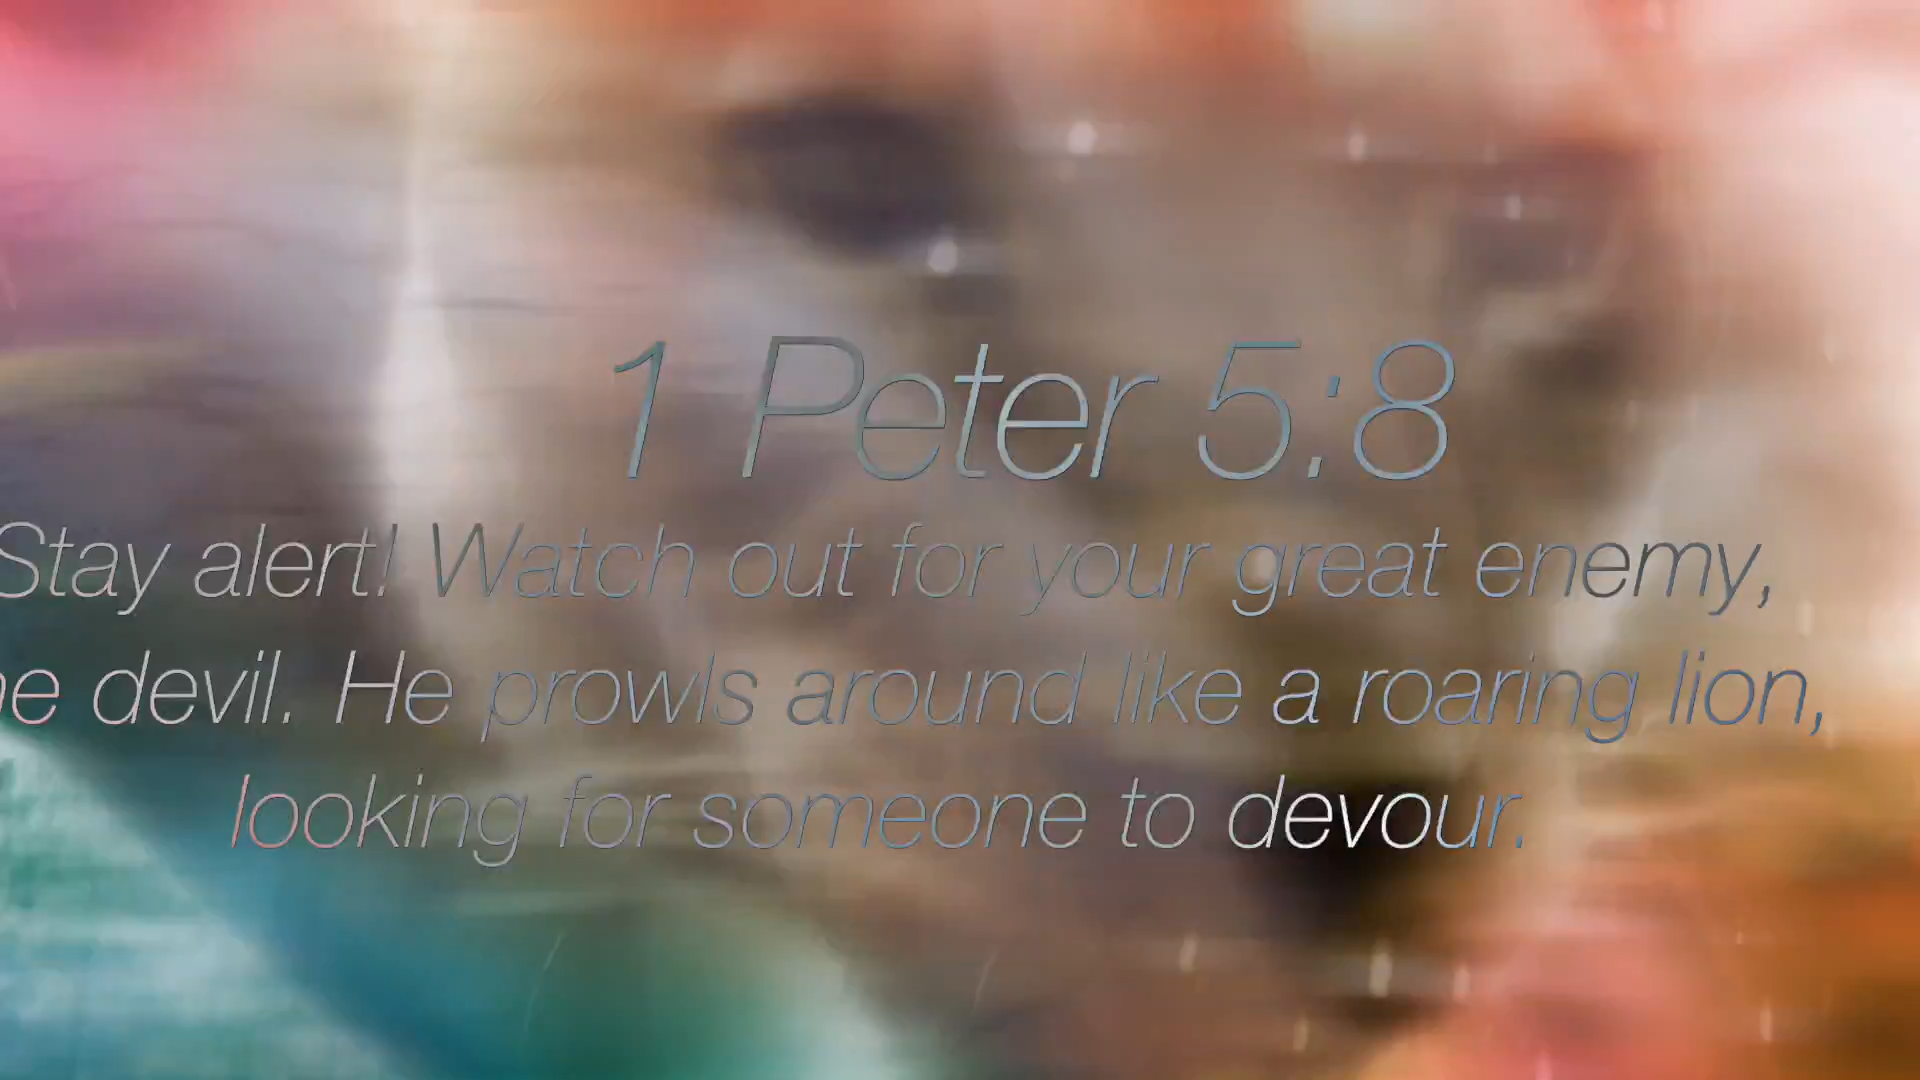 1 Peter 5:8
Stay alert! Watch out for your great enemy,
he devil. He prowls around like a roaring lion,
looking for someone to devour.